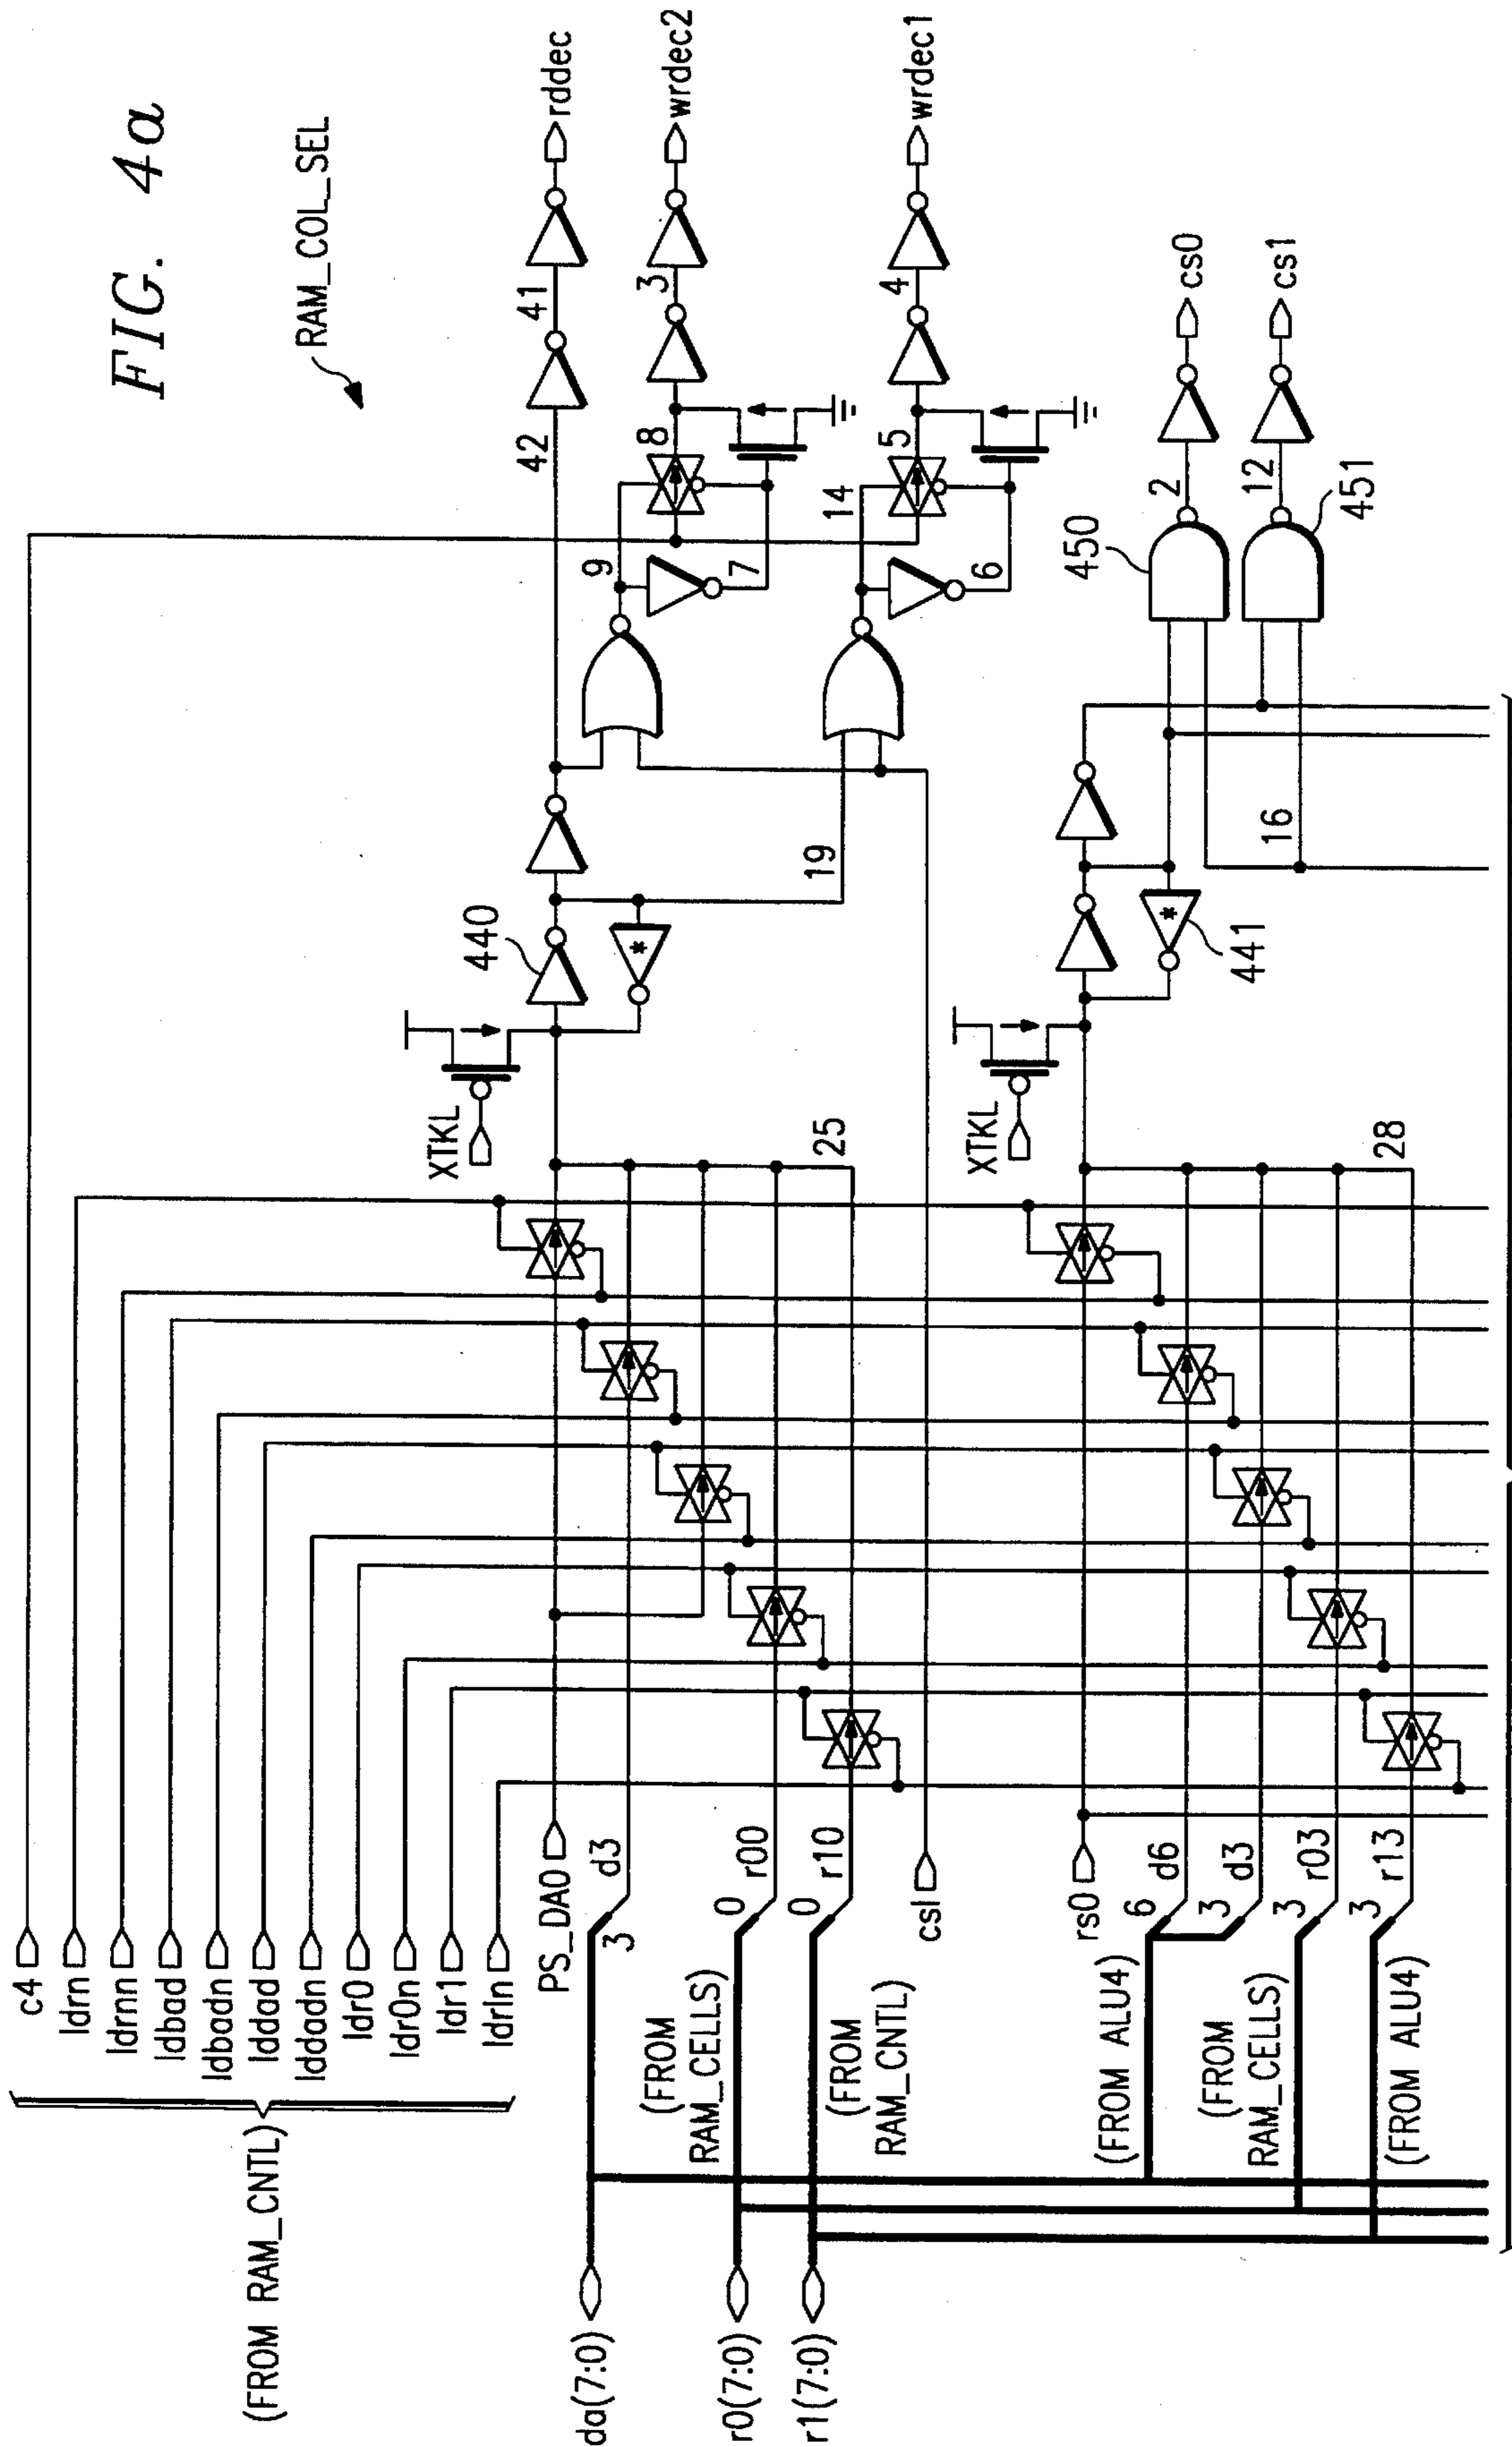 FIG. 4a
RAM_COL_SEL
(FROM RAM_CNTL)
c4
ldrn
ldrnn
ldbad
ldbadn
lddad
lddadn
ldr0
ldr0n
ldr1
ldrln
PS_DA0
da(7:0)
3
d3
r0(7:0)
(FROM
RAM_CELLS)
0
r00
r1(7:0)
(FROM
RAM_CNTL)
0
r10
csl
rs0
(FROM ALU4)
6
d6
3
d3
(FROM
RAM_CELLS)
3
r03
(FROM ALU4)
3
r13
XTKL
25
440
19
42
41
rddec
9
7
8
3
wrdec2
14
6
5
4
wrdec1
XTKL
28
441
16
450
2
cs0
451
12
cs1